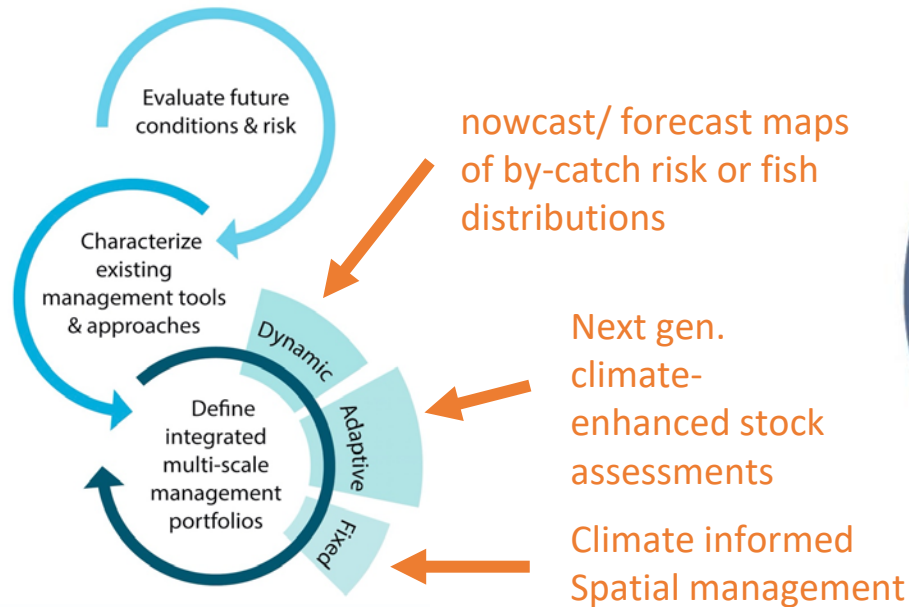 Evaluate future
conditions & risk
Characterize
existing
management tools
& approaches
Define
integrated
multi-scale
management
portfolios
Dynamic
Adaptive
Fixed
nowcast/ forecast maps
of by-catch risk or fish
distributions
Next gen.
climate-
enhanced stock
assessments
Climate informed
Spatial management